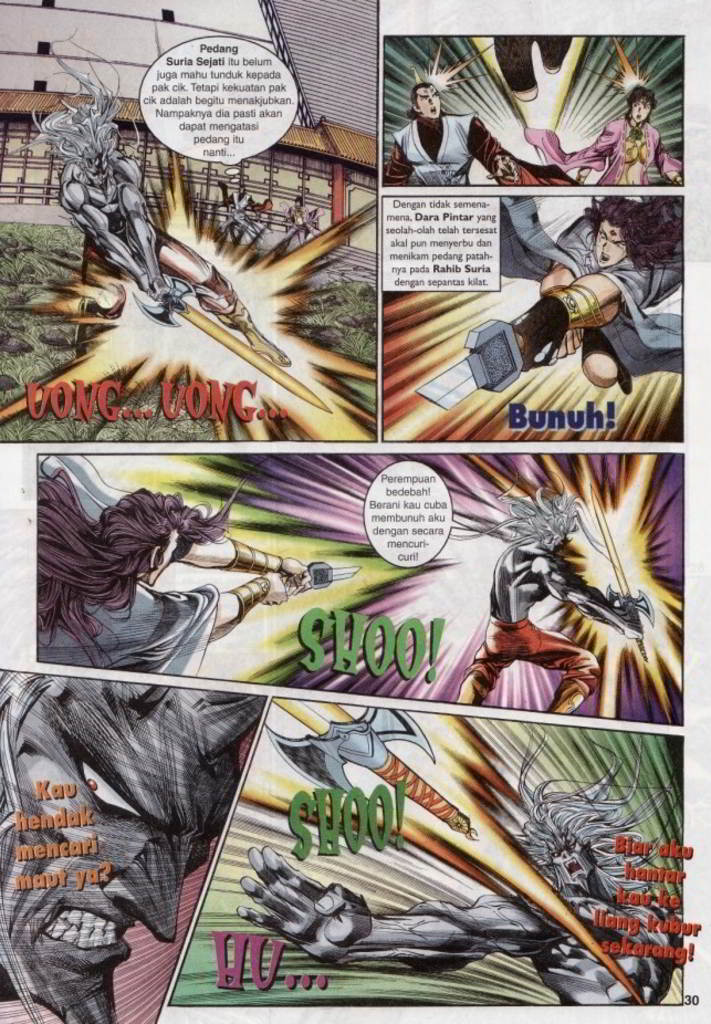 Pedang
Suria Sejati itu belum
juga mahu tunduk kepada
pak cik. Tetapi kekuatan pak
cik adalah begitu menakjubkan.
Nampaknya dia pasti akan
dapat mengatasi
pedang itu
nanti...
UONG... UONG...
Dengan tidak semena-
mena, Dara Pintar yang
seolah-olah telah tersesat
akal pun menyerbu dan
menikam pedang patah-
nya pada Rahib Suria
dengan sepantas kilat.
Bunuh!
Perempuan
bedebah!
Berani kau cuba
membunuh aku
dengan secara
mencuri-
curi!
SHOO!
Kau
hendak
mencari
maut ya?
SHOO!
HU...
Biar aku
hantar
kau ke
liang kubur
sekarang!
30